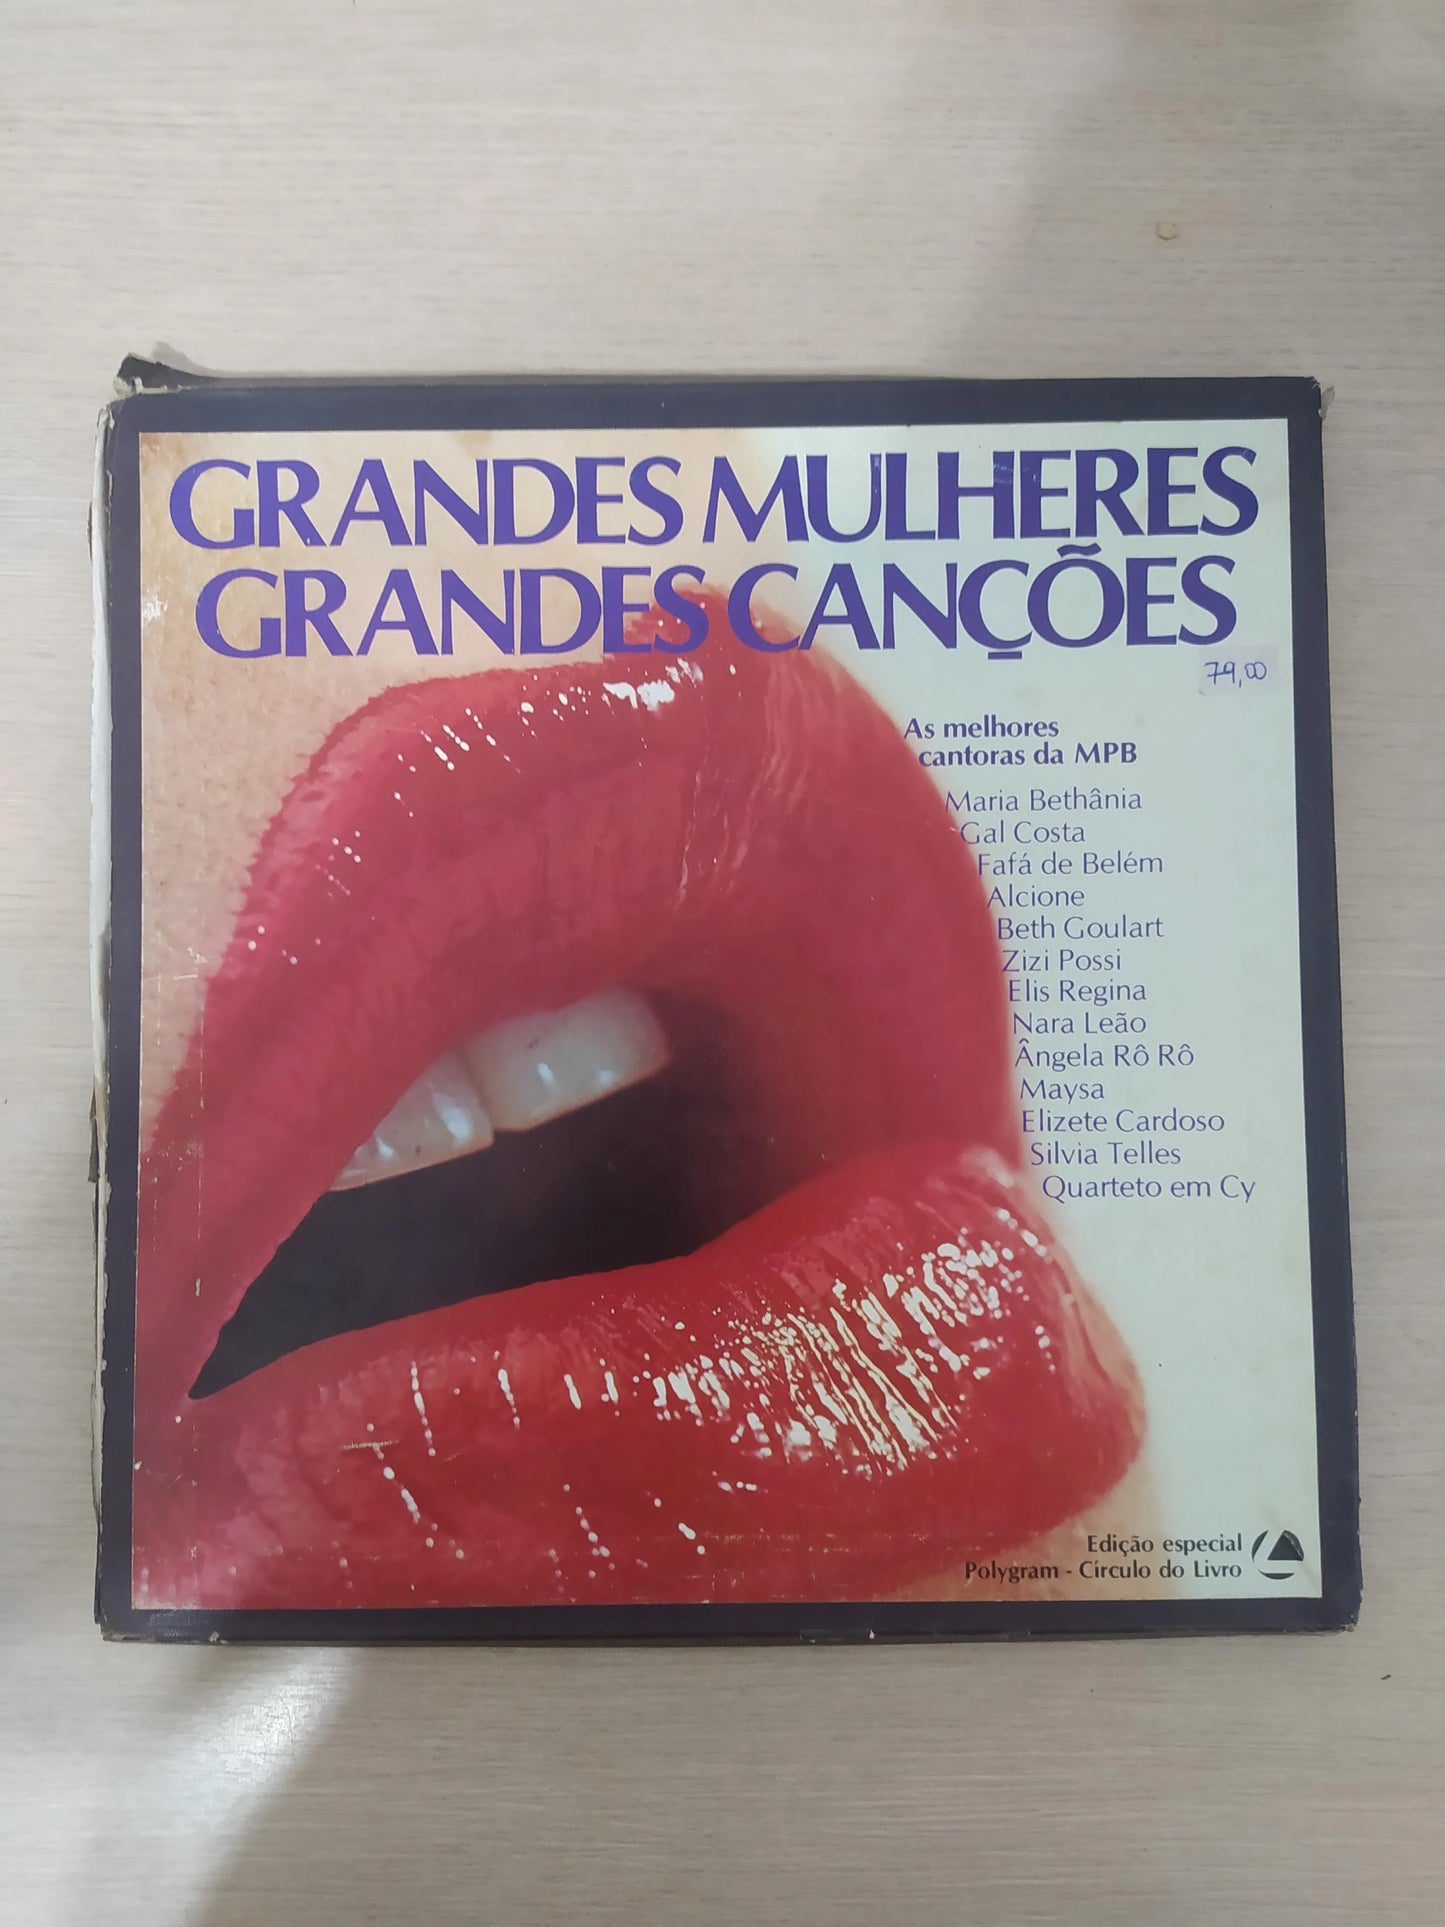 GRANDES MULHERES
GRANDES CANÇÕES
79,00
As melhores
cantoras da MPB
Maria Bethânia
Gal Costa
Fafá de Belém
Alcione
Beth Goulart
Zizi Possi
Elis Regina
Nara Leão
Ângela Rô Rô
Maysa
Elizete Cardoso
Silvia Telles
Quarteto em Cy
Edição especial
Polygram - Círculo do Livro